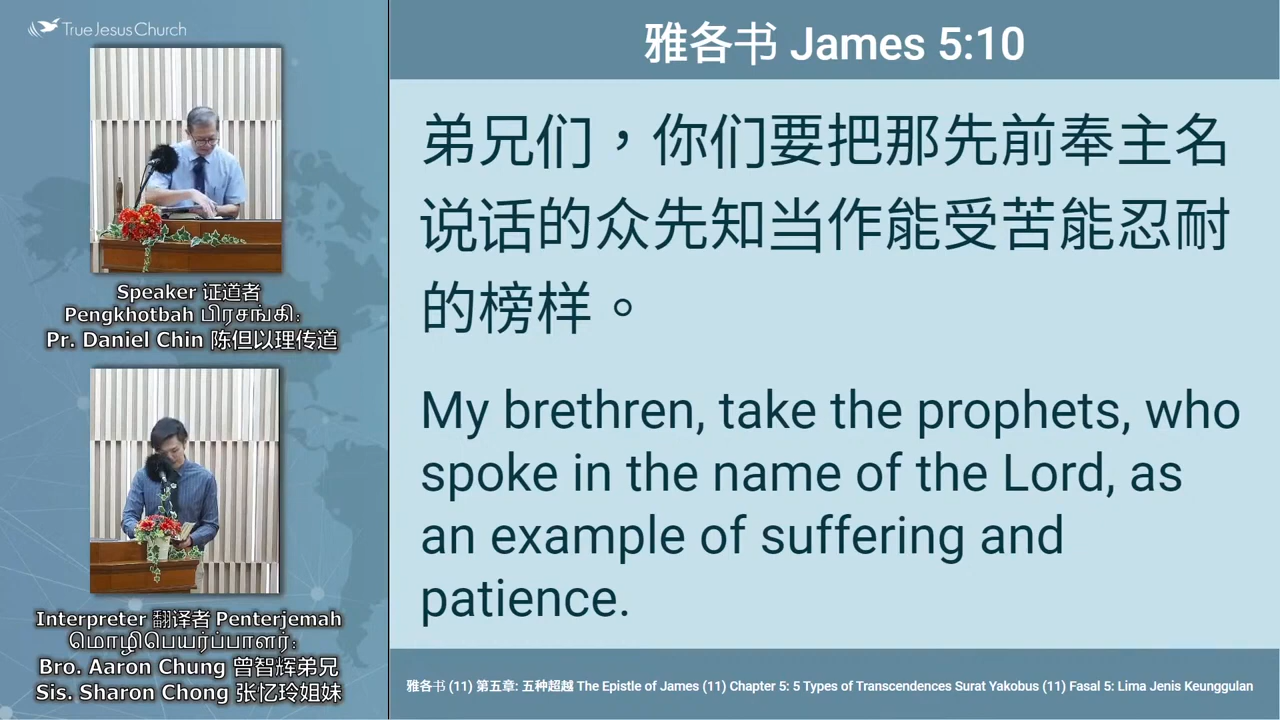 True Jesus Church
Speaker 证道者
Pengkhotbah பிரசங்கி:
Pr. Daniel Chin 陈但以理传道
Interpreter 翻译者 Penterjemah
மொழிபெயர்ப்பாளர்:
Bro. Aaron Chung 曾智辉弟兄
Sis. Sharon Chong 张忆玲姐妹
雅各书 James 5:10
弟兄们，你们要把那先前奉主名
说话的众先知当作能受苦能忍耐
的榜样。
My brethren, take the prophets, who
spoke in the name of the Lord, as
an example of suffering and
patience.
雅各书 (11) 第五章: 五种超越 The Epistle of James (11) Chapter 5: 5 Types of Transcendences Surat Yakobus (11) Fasal 5: Lima Jenis Keunggulan